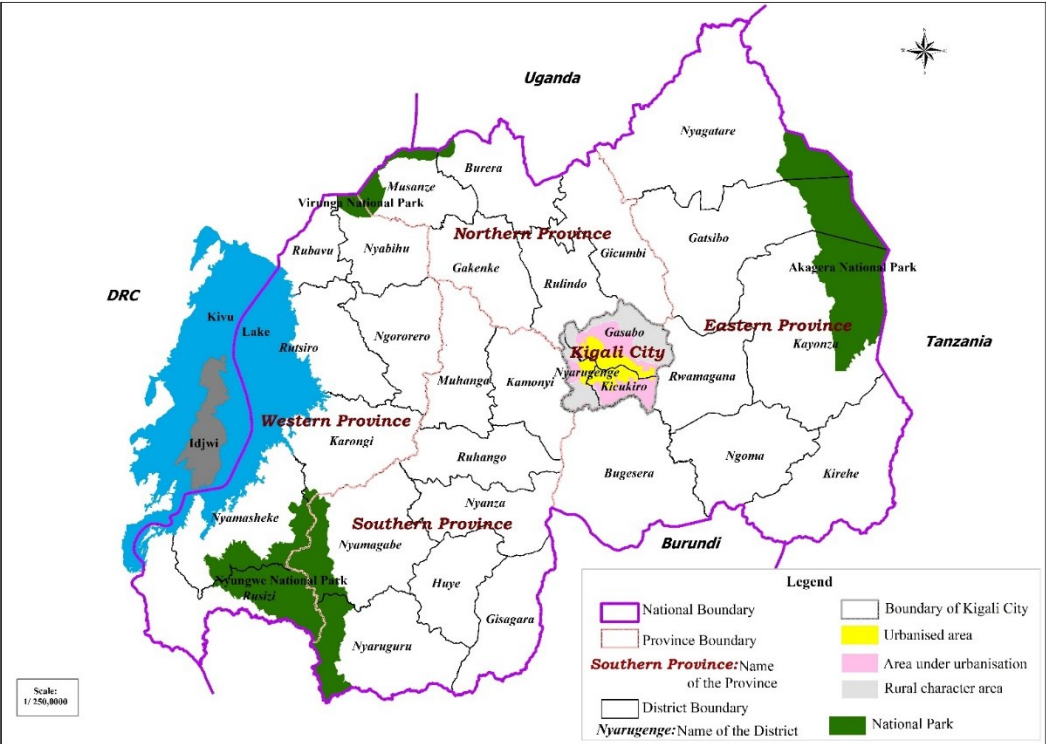 Uganda
Nyagatare
Burera
Musanze
Virunga National Park
Northern Province
Gicumbi
Gatsibo
Rubavu
Nyabihu
Gakenke
Akagera National Park
Rulindo
DRC
Kivu
Lake
Ngororero
Gasabo
Eastern Province
Kayonza
Tanzania
Rutsiro
Kigali City
Muhanga
Kamonyi
Nyarugenge
Kicukiro
Rwamagana
Western Province
Karongi
Idjwi
Ruhango
Bugesera
Ngoma
Kirehe
Nyanza
Nyamasheke
Southern Province
Nyamagabe
Burundi
Nyungwe National Park
Rusizi
Huye
Gisagara
Nyaruguru
Legend
National Boundary
Province Boundary
Southern Province: Name
of the Province
District Boundary
Nyarugenge: Name of the District
Boundary of Kigali City
Urbanised area
Area under urbanisation
Rural character area
National Park
Scale:
1/ 250,0000